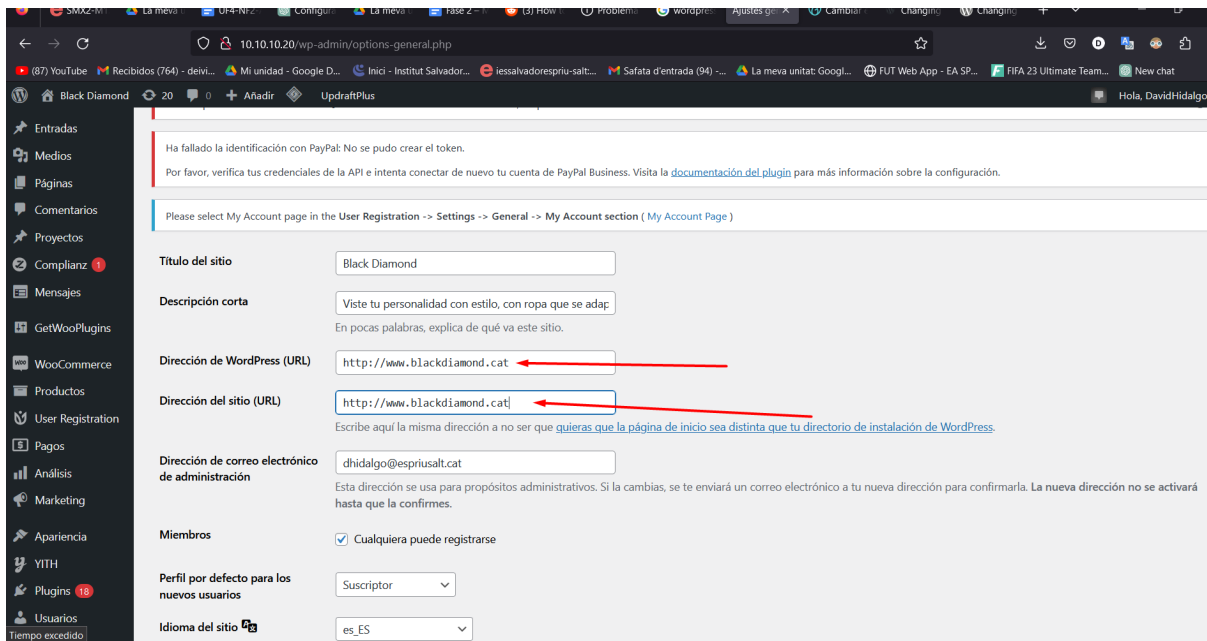 SMX2-M
La meva u
UF4-NF2-
Configura
La meva u
Fase 2 –
(3) How t
Problema
wordpres
Ajustes ge
Cambiar
Changing
Changing
10.10.10.20/wp-admin/options-general.php
(87) YouTube
Recibidos (764) - deivi...
Mi unidad - Google D...
Inici - Institut Salvador...
iessalvadorespriu-salt:...
Safata d'entrada (94) -...
La meva unitat: Googl...
FUT Web App - EA SP...
FIFA 23 Ultimate Team...
New chat
Black Diamond
20
0
Añadir
UpdraftPlus
Hola, DavidHidalgo
Entradas
Medios
Páginas
Comentarios
Proyectos
Complianz 1
Mensajes
GetWooPlugins
WooCommerce
Productos
User Registration
Pagos
Análisis
Marketing
Apariencia
YITH
Plugins 18
Usuarios
Tiempo excedido
Ha fallado la identificación con PayPal: No se pudo crear el token.
Por favor, verifica tus credenciales de la API e intenta conectar de nuevo tu cuenta de PayPal Business. Visita la documentación del plugin para más información sobre la configuración.
Please select My Account page in the User Registration -> Settings -> General -> My Account section ( My Account Page )
Título del sitio
Black Diamond
Descripción corta
Viste tu personalidad con estilo, con ropa que se adap
En pocas palabras, explica de qué va este sitio.
Dirección de WordPress (URL)
http://www.blackdiamond.cat
Dirección del sitio (URL)
http://www.blackdiamond.cat
Escribe aquí la misma dirección a no ser que quieras que la página de inicio sea distinta que tu directorio de instalación de WordPress.
Dirección de correo electrónico
de administración
dhidalgo@espriusalt.cat
Esta dirección se usa para propósitos administrativos. Si la cambias, se te enviará un correo electrónico a tu nueva dirección para confirmarla. La nueva dirección no se activará
hasta que la confirmes.
Miembros
Cualquiera puede registrarse
Perfil por defecto para los
nuevos usuarios
Suscriptor
Idioma del sitio
es_ES